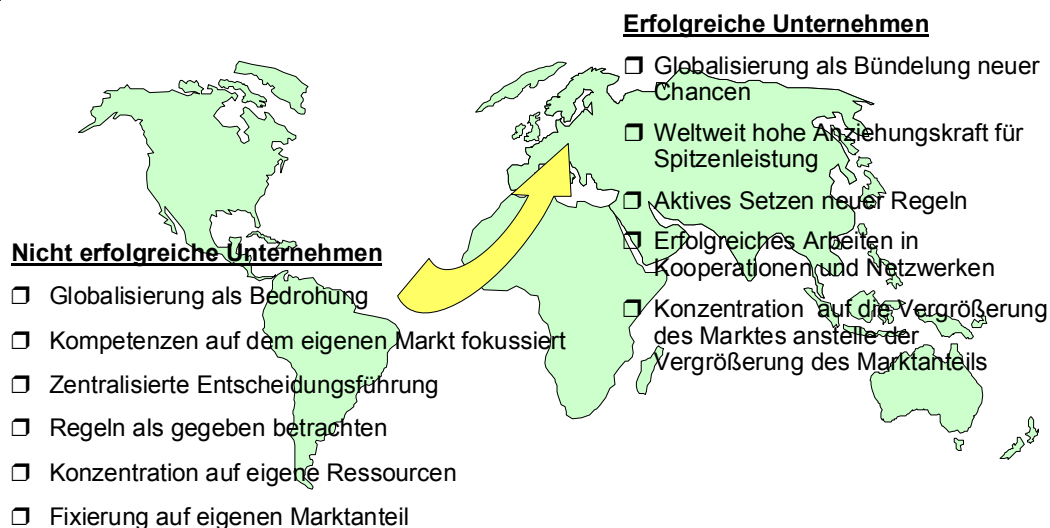 Erfolgreiche Unternehmen
❐ Globalisierung als Bündelung neuer
Chancen
❐ Weltweit hohe Anziehungskraft für
Spitzenleistung
❐ Aktives Setzen neuer Regeln
❐ Erfolgreiches Arbeiten in
Kooperationen und Netzwerken
❐ Konzentration auf die Vergrößerung
des Marktes anstelle der
Vergrößerung des Marktanteils
Nicht erfolgreiche Unternehmen
❐ Globalisierung als Bedrohung
❐ Kompetenzen auf dem eigenen Markt fokussiert
❐ Zentralisierte Entscheidungsführung
❐ Regeln als gegeben betrachten
❐ Konzentration auf eigene Ressourcen
❐ Fixierung auf eigenen Marktanteil